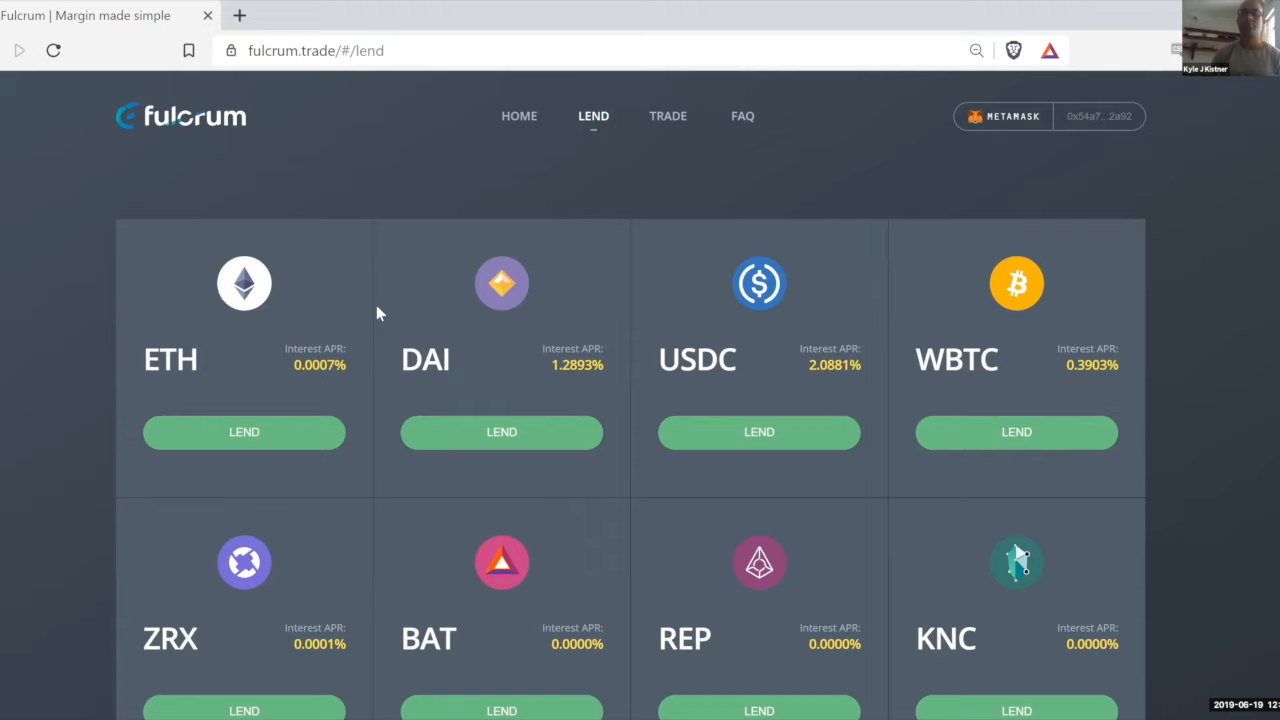 Fulcrum | Margin made simple
fulcrum.trade/#/lend
Kyle J Kistner
fulcrum
HOME LEND TRADE FAQ
METAMASK 0x54a7...2a92
ETH Interest APR: 0.0007%
LEND
DAI Interest APR: 1.2893%
LEND
USDC Interest APR: 2.0881%
LEND
WBTC Interest APR: 0.3903%
LEND
ZRX Interest APR: 0.0001%
LEND
BAT Interest APR: 0.0000%
LEND
REP Interest APR: 0.0000%
LEND
KNC Interest APR: 0.0000%
LEND
2019-06-19 12: